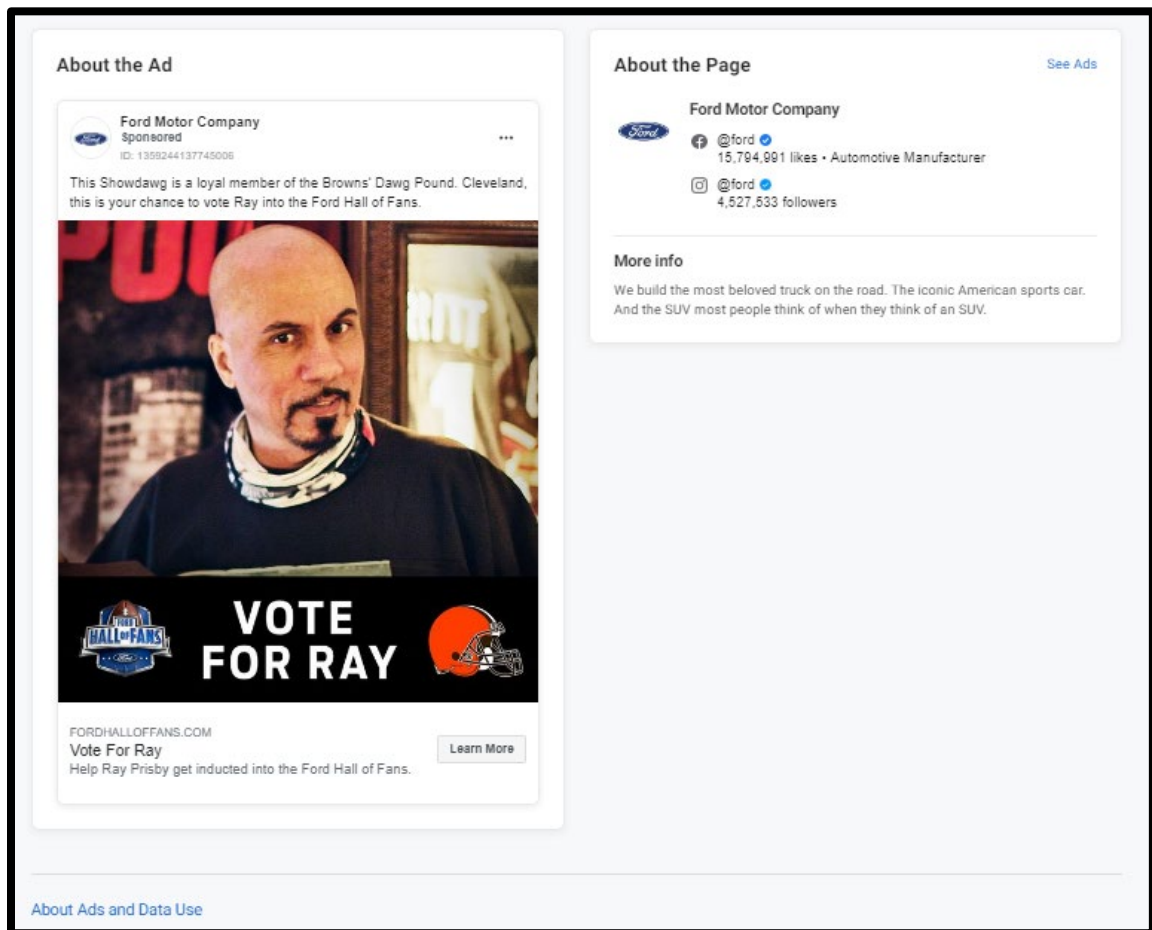 About the Ad
Ford Motor Company
Sponsored
ID: 1359244137745006
This Showdawg is a loyal member of the Browns' Dawg Pound. Cleveland,
this is your chance to vote Ray into the Ford Hall of Fans.
POU
FORD
HALL OF FANS
Ford
VOTE
FOR RAY
FORDHALLOFFANS.COM
Vote For Ray
Help Ray Prisby get inducted into the Ford Hall of Fans.
Learn More
About the Page
See Ads
Ford
Ford Motor Company
@ford
15,794,991 likes • Automotive Manufacturer
@ford
4,527,533 followers
More info
We build the most beloved truck on the road. The iconic American sports car.
And the SUV most people think of when they think of an SUV.
About Ads and Data Use